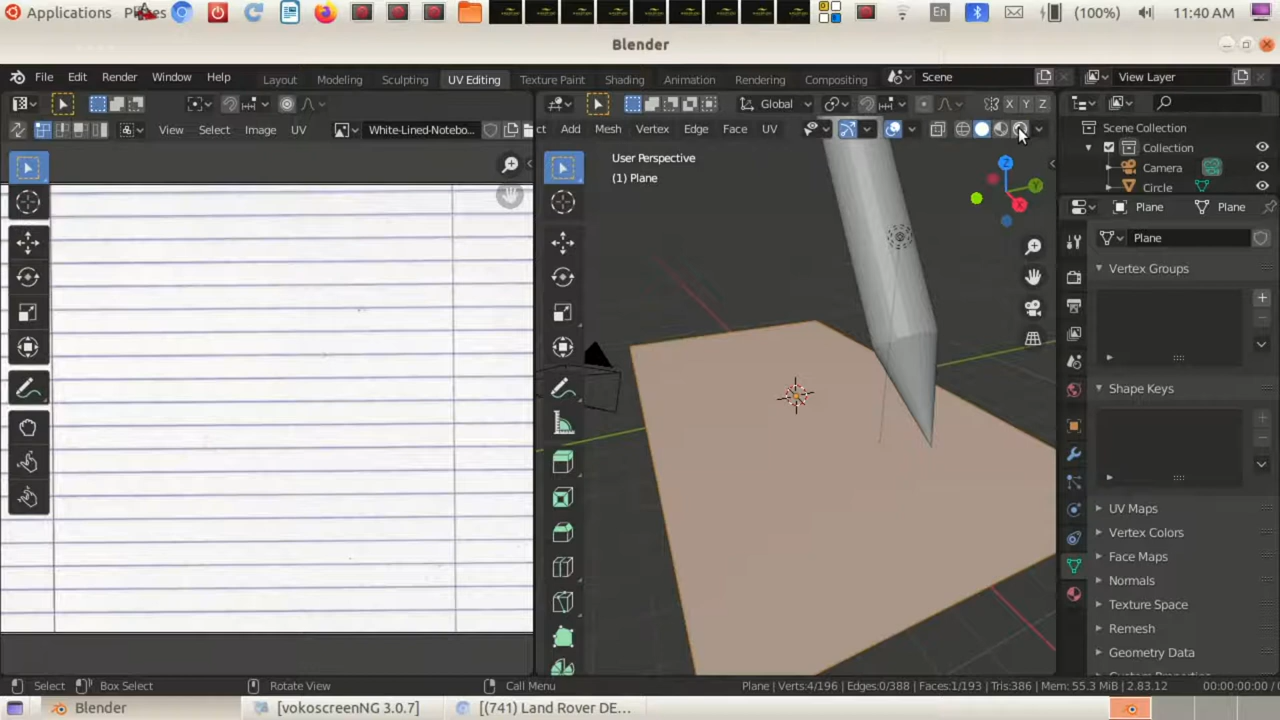 Applications Places En (100%) 11:40 AM
Blender
File Edit Render Window Help Layout Modeling Sculpting UV Editing Texture Paint Shading Animation Rendering Compositing Scene View Layer
Global X Y Z
View Select Image UV White-Lined-Notebo... ct Add Mesh Vertex Edge Face UV
Scene Collection
Collection
Camera
Circle
User Perspective
(1) Plane
Z Y X
Plane Plane
Plane
Vertex Groups
Shape Keys
UV Maps
Vertex Colors
Face Maps
Normals
Texture Space
Remesh
Geometry Data
Select Box Select Rotate View Call Menu Plane | Verts:4/196 | Edges:0/388 | Faces:1/193 | Tris:386 | Mem: 55.3 MiB | 2.83.12 00:00:00:00 /
Blender [vokoscreenNG 3.0.7] [(741) Land Rover DE...